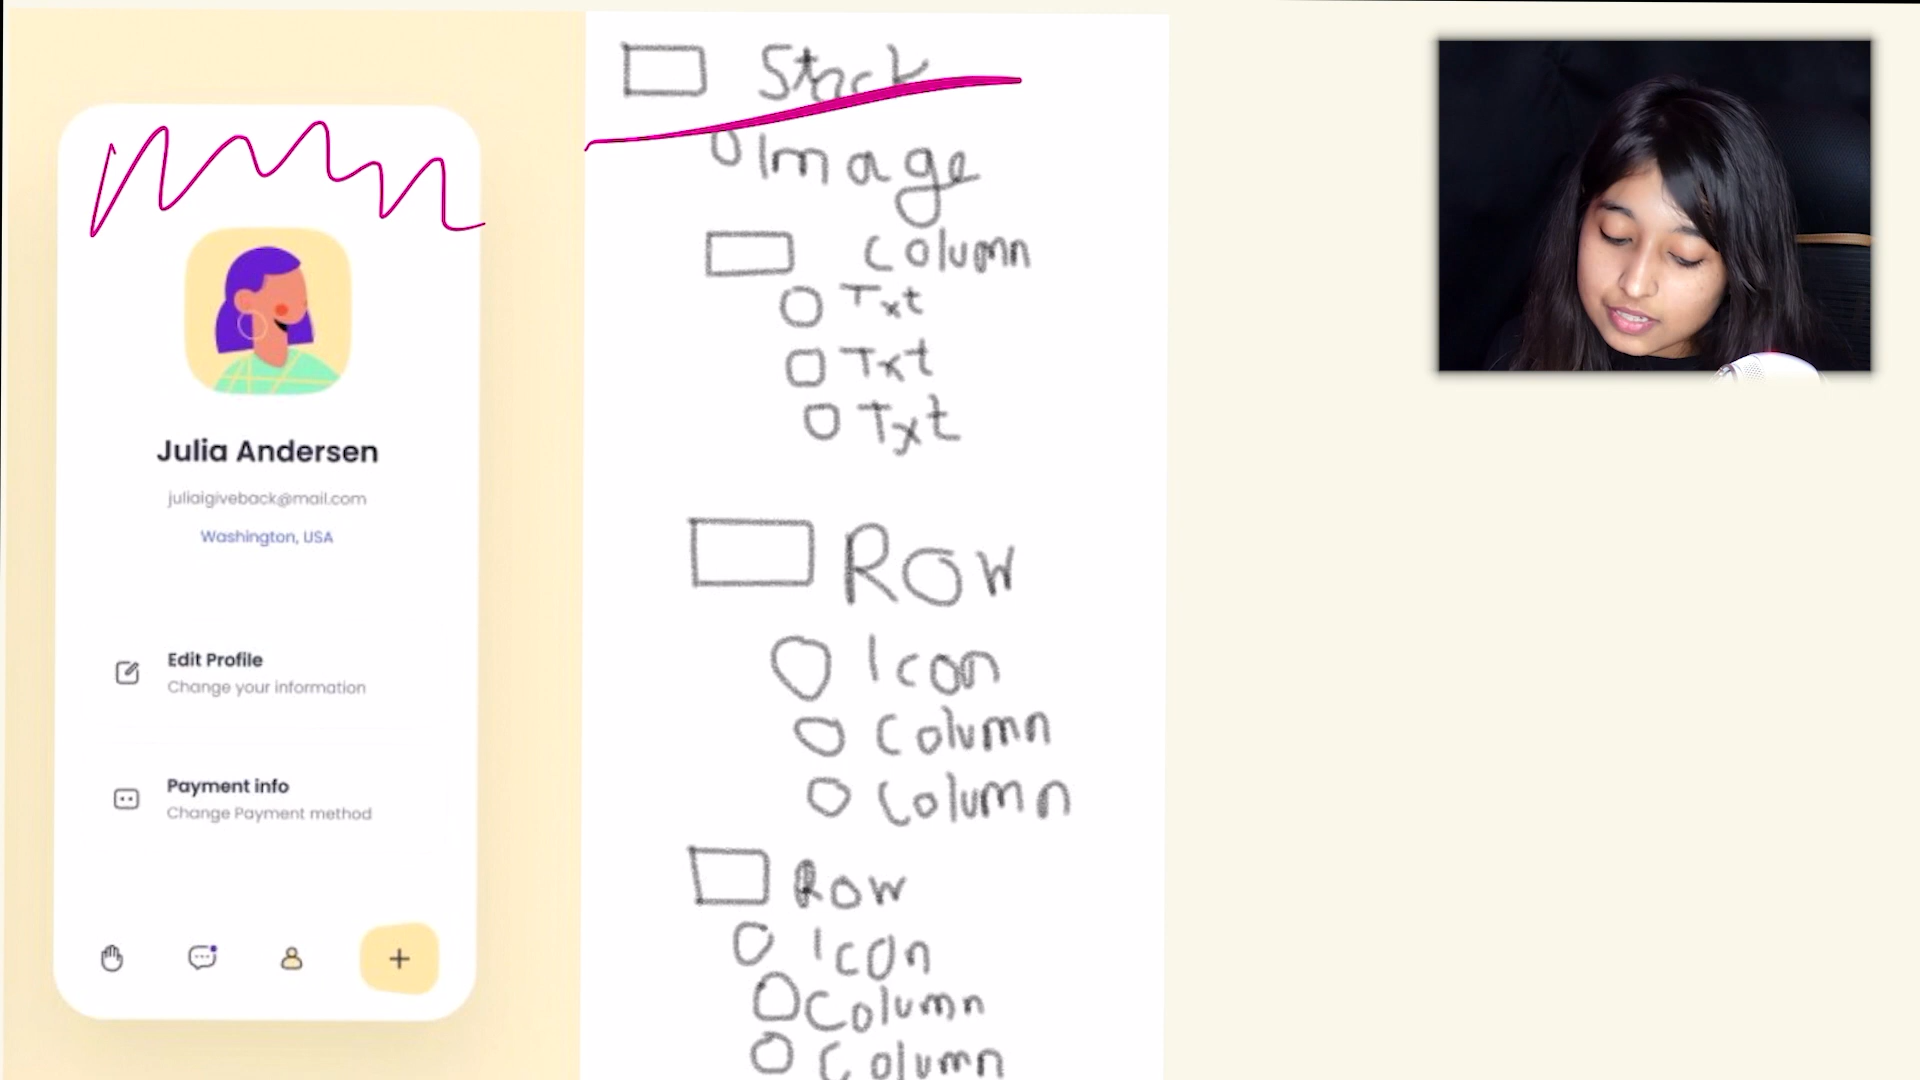 Julia Andersen
juliaigiveback@mail.com
Washington, USA
Edit Profile
Change your information
Payment info
Change Payment method
Stack
Image
Column
Txt
Txt
Txt
Row
Icon
Column
Column
Row
Icon
Column
Column